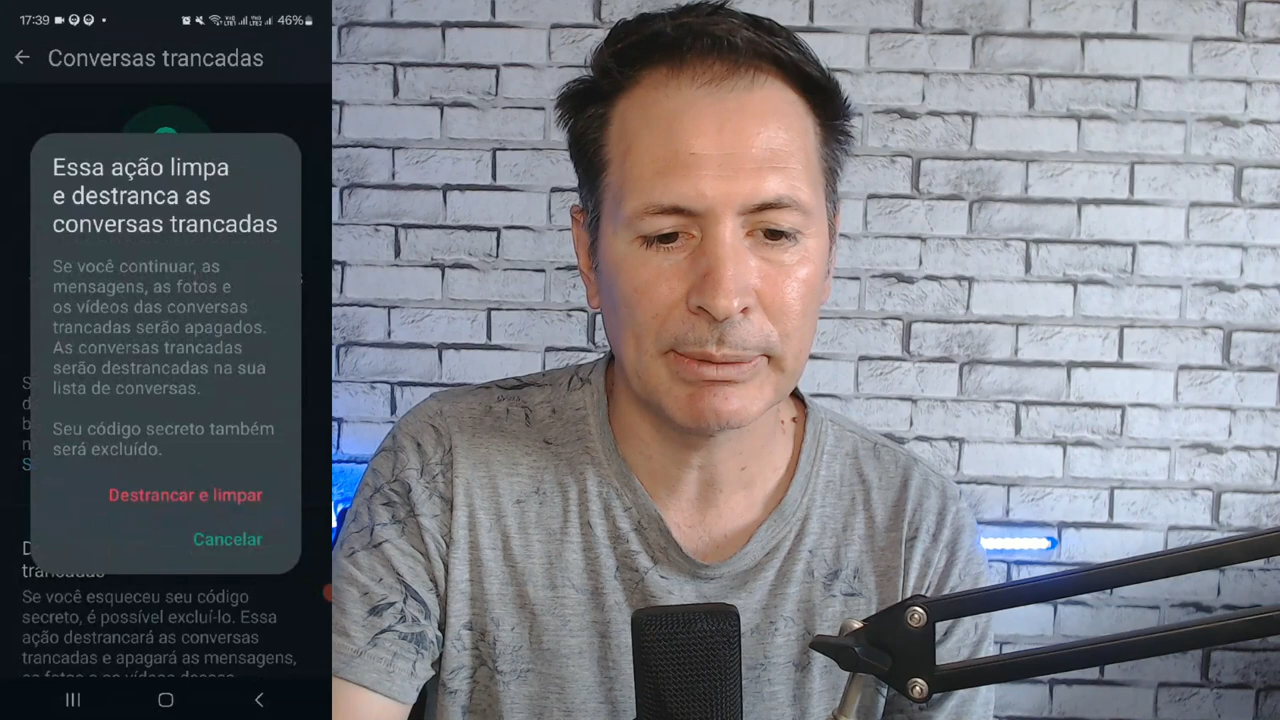 17:39
46%
Conversas trancadas
Essa ação limpa
e destranca as
conversas trancadas
Se você continuar, as
mensagens, as fotos e
os vídeos das conversas
trancadas serão apagados.
As conversas trancadas
serão destrancadas na sua
lista de conversas.
Seu código secreto também
será excluído.
Destrancar e limpar
Cancelar
trancadas
Se você esqueceu seu código
secreto, é possível excluí-lo. Essa
ação destrancará as conversas
trancadas e apagará as mensagens,